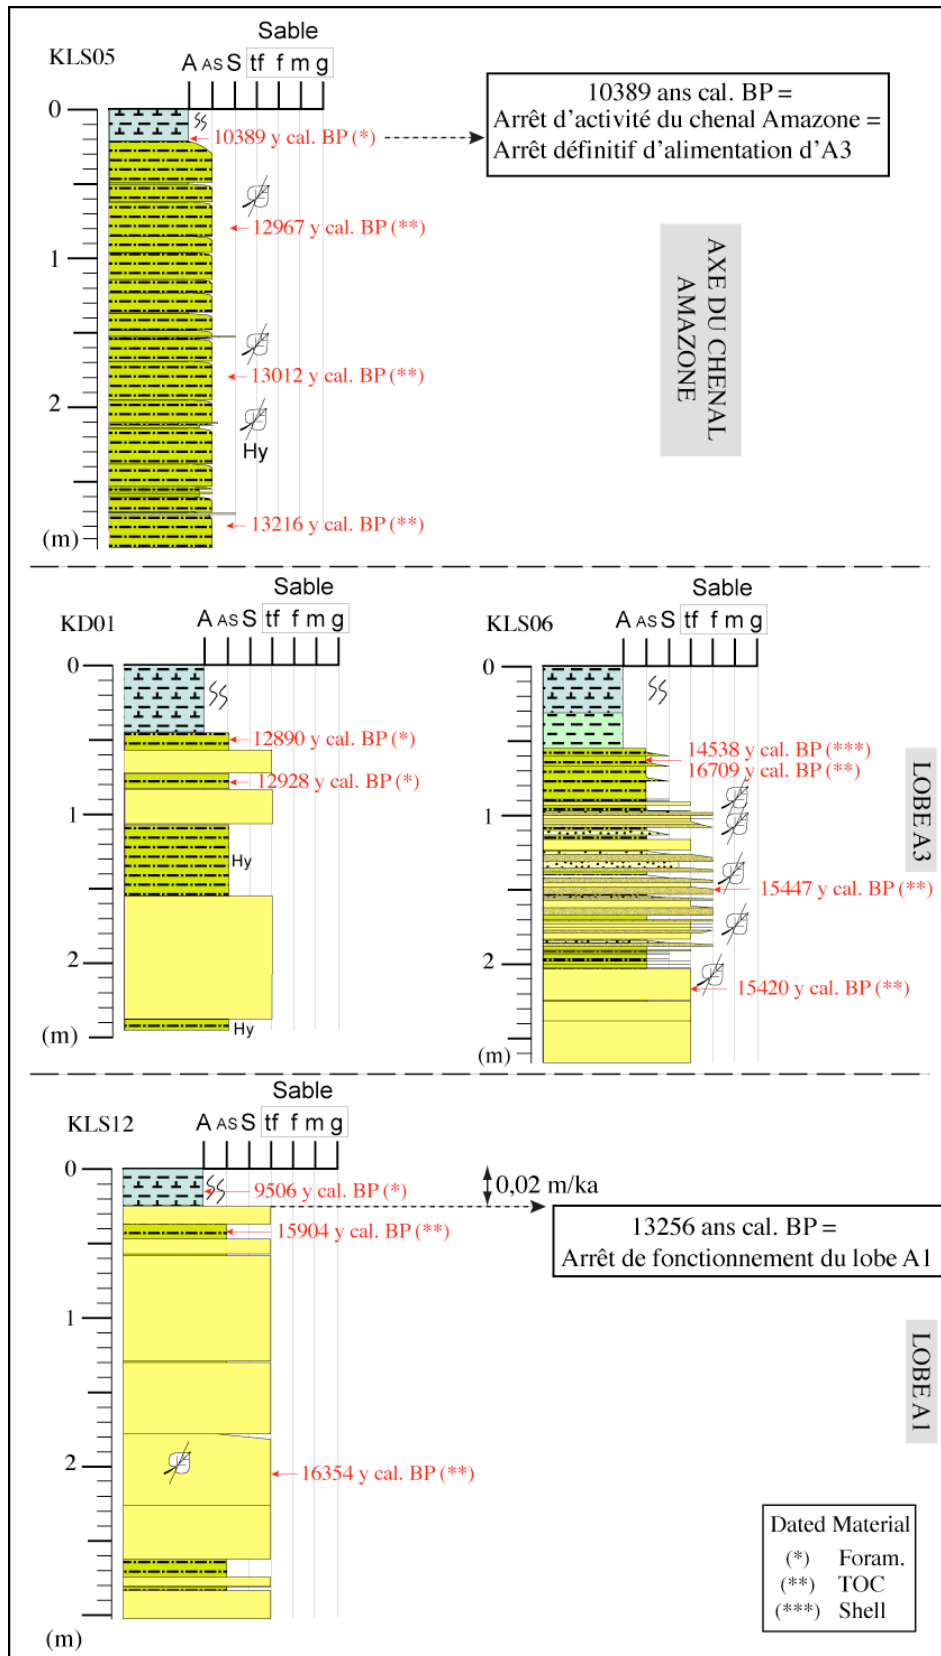 Sable
KLS05
A AS S tf f m g
0
10389 y cal. BP (*)
10389 ans cal. BP =
Arrêt d'activité du chenal Amazone =
Arrêt définitif d'alimentation d'A3
12967 y cal. BP (**)
1
AXE DU CHENAL
AMAZONE
13012 y cal. BP (**)
2
Hy
13216 y cal. BP (**)
(m)
Sable
KD01
A AS S tf f m g
0
12890 y cal. BP (*)
12928 y cal. BP (*)
1
Hy
2
Hy
(m)
Sable
KLS06
A AS S tf f m g
0
14538 y cal. BP (***)
16709 y cal. BP (**)
1
15447 y cal. BP (**)
2
15420 y cal. BP (**)
(m)
LOBE A3
Sable
KLS12
A AS S tf f m g
0
9506 y cal. BP (*)
0,02 m/ka
15904 y cal. BP (**)
13256 ans cal. BP =
Arrêt de fonctionnement du lobe A1
1
LOBE A1
2
16354 y cal. BP (**)
(m)
Dated Material
(*) Foram.
(**) TOC
(***) Shell